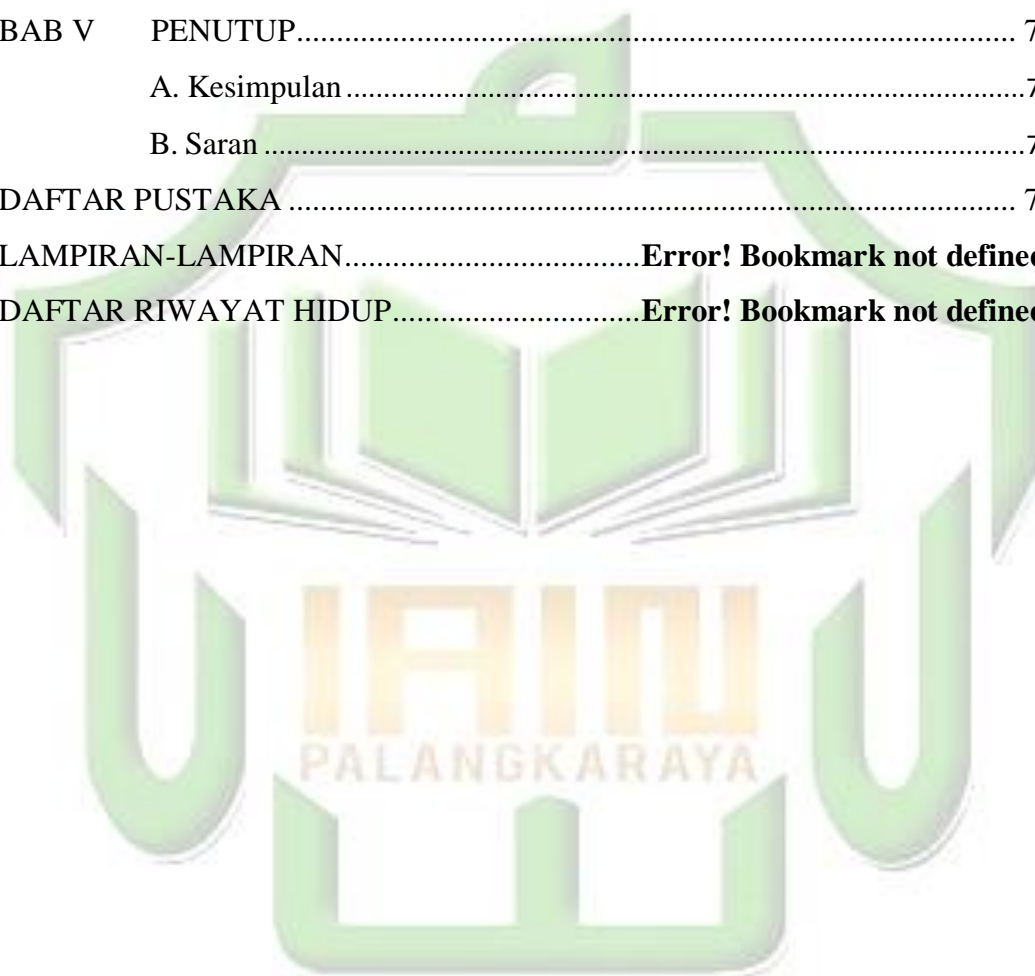 BAB V PENUTUP.......................................................................................... 7
A. Kesimpulan.....................................................................................7
B. Saran ...............................................................................................7
DAFTAR PUSTAKA ........................................................................................... 7
LAMPIRAN-LAMPIRAN.....................................Error! Bookmark not define
DAFTAR RIWAYAT HIDUP...............................Error! Bookmark not define
IAIN
PALANGKARAYA